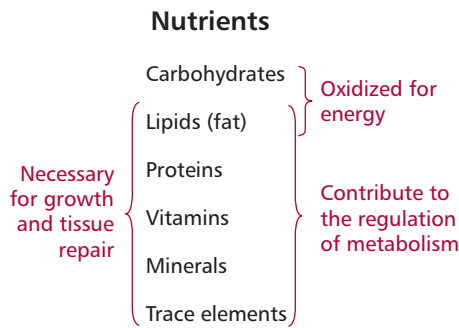 Nutrients
Carbohydrates
Lipids (fat)
Proteins
Vitamins
Minerals
Trace elements
Oxidized for
energy
Necessary
for growth
and tissue
repair
Contribute to
the regulation
of metabolism